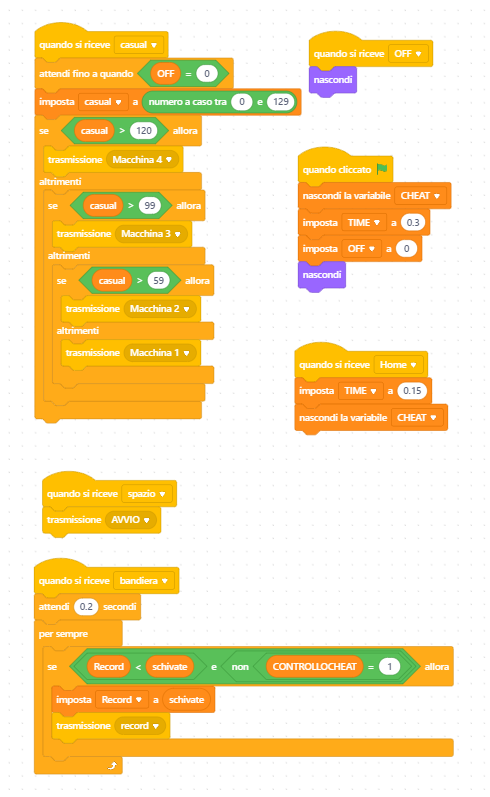 quando si riceve casual
attendi fino a quando OFF = 0
imposta casual a numero a caso tra 0 e 129
se casual > 120 allora
trasmissione Macchina 4
altrimenti
se casual > 99 allora
trasmissione Macchina 3
altrimenti
se casual > 59 allora
trasmissione Macchina 2
altrimenti
trasmissione Macchina 1
quando si riceve OFF
nascondi
quando cliccato
nascondi la variabile CHEAT
imposta TIME a 0.3
imposta OFF a 0
nascondi
quando si riceve Home
imposta TIME a 0.15
nascondi la variabile CHEAT
quando si riceve spazio
trasmissione AVVIO
quando si riceve bandiera
attendi 0.2 secondi
per sempre
se Record < schivate e non CONTROLLOCHEAT = 1 allora
imposta Record a schivate
trasmissione record